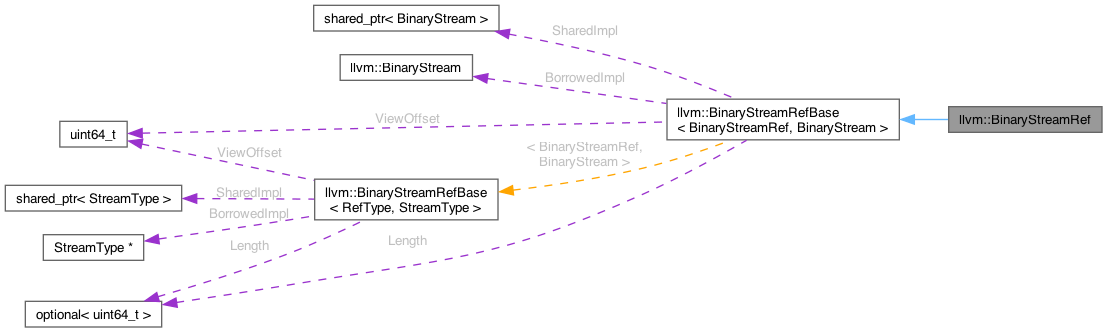 shared_ptr< BinaryStream >
SharedImpl
llvm::BinaryStream
BorrowedImpl
llvm::BinaryStreamRefBase
< BinaryStreamRef, BinaryStream >
llvm::BinaryStreamRef
ViewOffset
uint64_t
< BinaryStreamRef,
BinaryStream >
ViewOffset
shared_ptr< StreamType >
SharedImpl
llvm::BinaryStreamRefBase
< RefType, StreamType >
BorrowedImpl
StreamType *
Length
Length
optional< uint64_t >